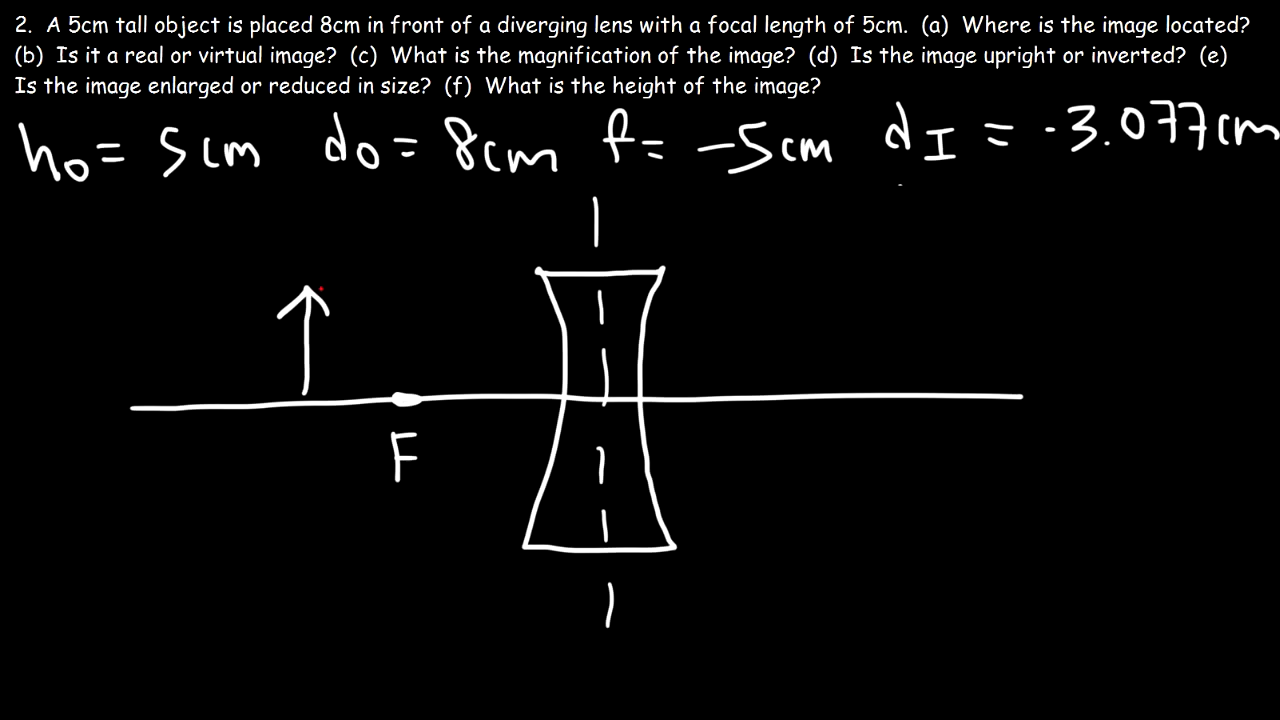 2. A 5cm tall object is placed 8cm in front of a diverging lens with a focal length of 5cm. (a) Where is the image located?
(b) Is it a real or virtual image? (c) What is the magnification of the image? (d) Is the image upright or inverted? (e)
Is the image enlarged or reduced in size? (f) What is the height of the image?
ho = 5cm do = 8cm f = -5cm dI = -3.077cm
F